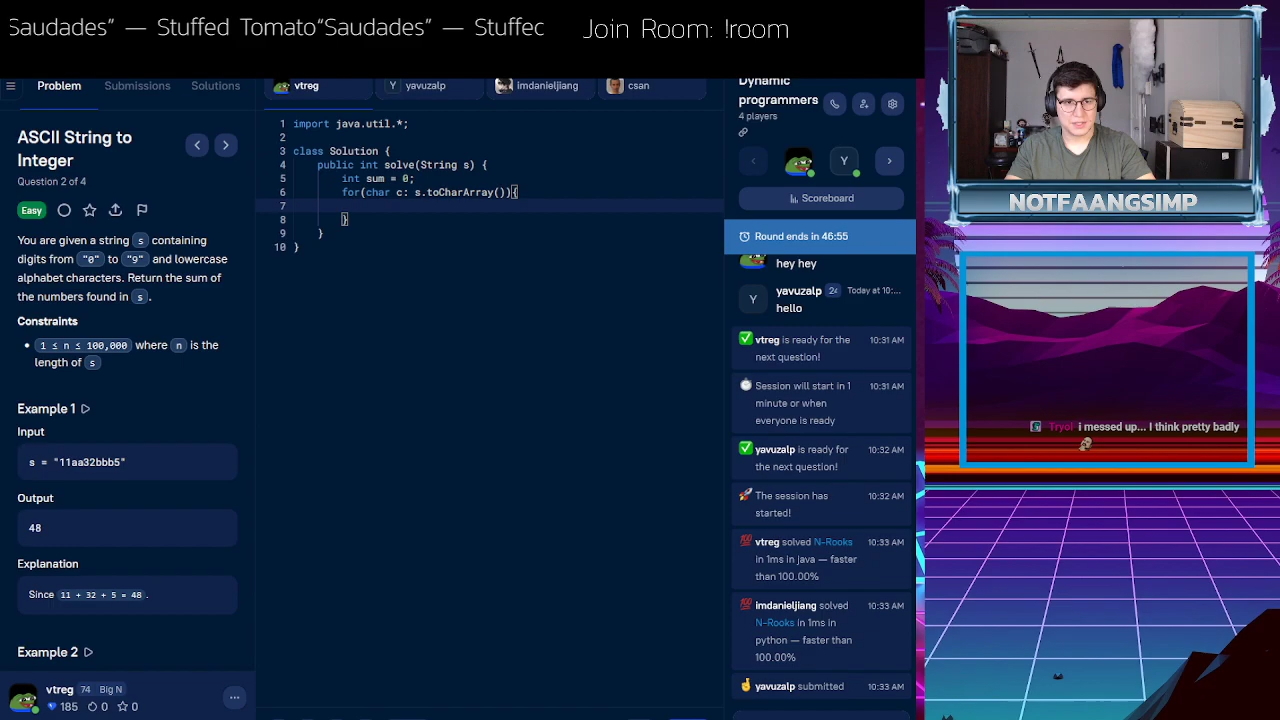 Saudades” — Stuffed Tomato“Saudades” — Stuffec
Join Room: !room
Problem
Submissions
Solutions
ASCII String to
Integer
Question 2 of 4
Easy
You are given a string s containing
digits from "0" to "9" and lowercase
alphabet characters. Return the sum of
the numbers found in s.
Constraints
• 1 ≤ n ≤ 100,000 where n is the
length of s
Example 1
Input
s = "11aa32bbb5"
Output
48
Explanation
Since 11 + 32 + 5 = 48.
Example 2
vtreg 74 Big N
185 0 0
vtreg
Y yavuzalp
imdanieljiang
csan
1 import java.util.*;
2
3 class Solution {
4 public int solve(String s) {
5 int sum = 0;
6 for(char c: s.toCharArray()){
7
8 }
9 }
10 }
Dynamic
programmers
4 players
Y
Scoreboard
Round ends in 46:55
hey hey
Y yavuzalp 24 Today at 10:...
hello
vtreg is ready for the 10:31 AM
next question!
Session will start in 1 10:31 AM
minute or when
everyone is ready
yavuzalp is ready for 10:32 AM
the next question!
The session has 10:32 AM
started!
100 vtreg solved N-Rooks 10:33 AM
in 1ms in java — faster
than 100.00%
100 imdanieljiang solved 10:33 AM
N-Rooks in 1ms in
python — faster than
100.00%
yavuzalp submitted 10:33 AM
NOTFAANGSIMP
Tryol i messed up... I think pretty badly